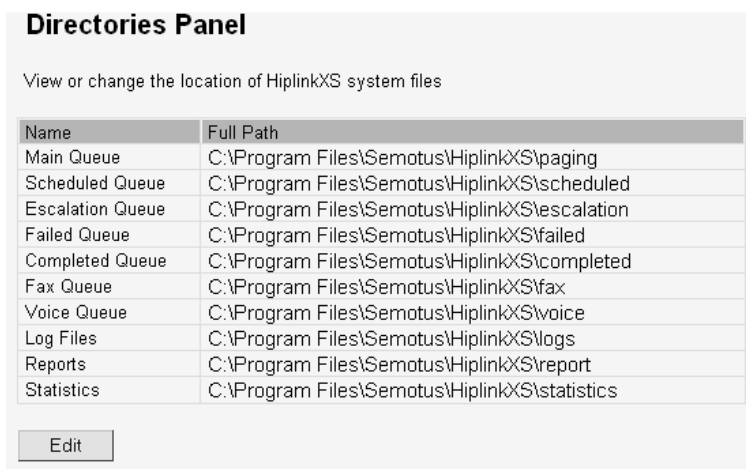 Directories Panel
View or change the location of HiplinkXS system files
Name Full Path
Main Queue C:\Program Files\Semotus\HiplinkXS\paging
Scheduled Queue C:\Program Files\Semotus\HiplinkXS\scheduled
Escalation Queue C:\Program Files\Semotus\HiplinkXS\escalation
Failed Queue C:\Program Files\Semotus\HiplinkXS\failed
Completed Queue C:\Program Files\Semotus\HiplinkXS\completed
Fax Queue C:\Program Files\Semotus\HiplinkXS\fax
Voice Queue C:\Program Files\Semotus\HiplinkXS\voice
Log Files C:\Program Files\Semotus\HiplinkXS\logs
Reports C:\Program Files\Semotus\HiplinkXS\report
Statistics C:\Program Files\Semotus\HiplinkXS\statistics
Edit